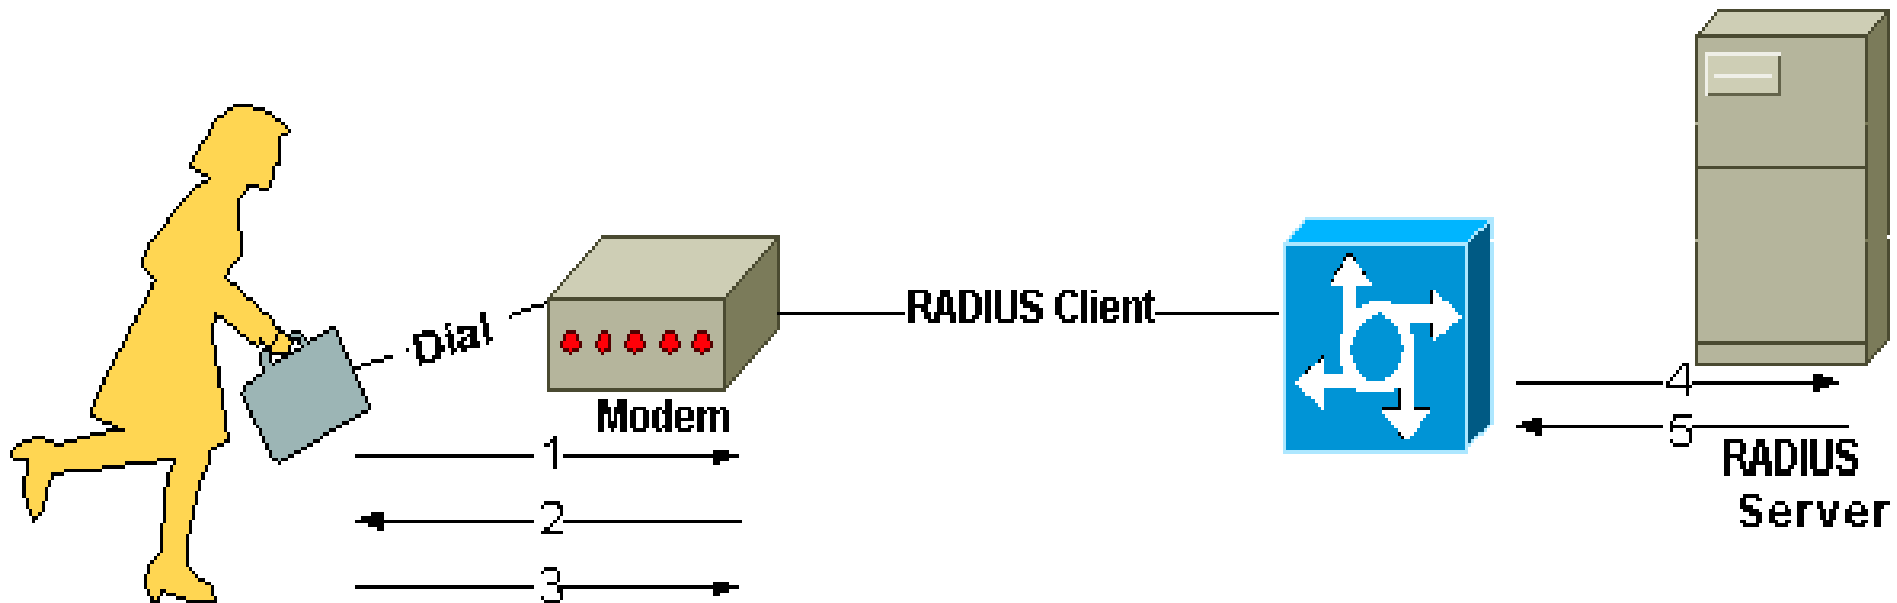 Dial
RADIUS Client
Modem
1
2
3
4
5
RADIUS
Server